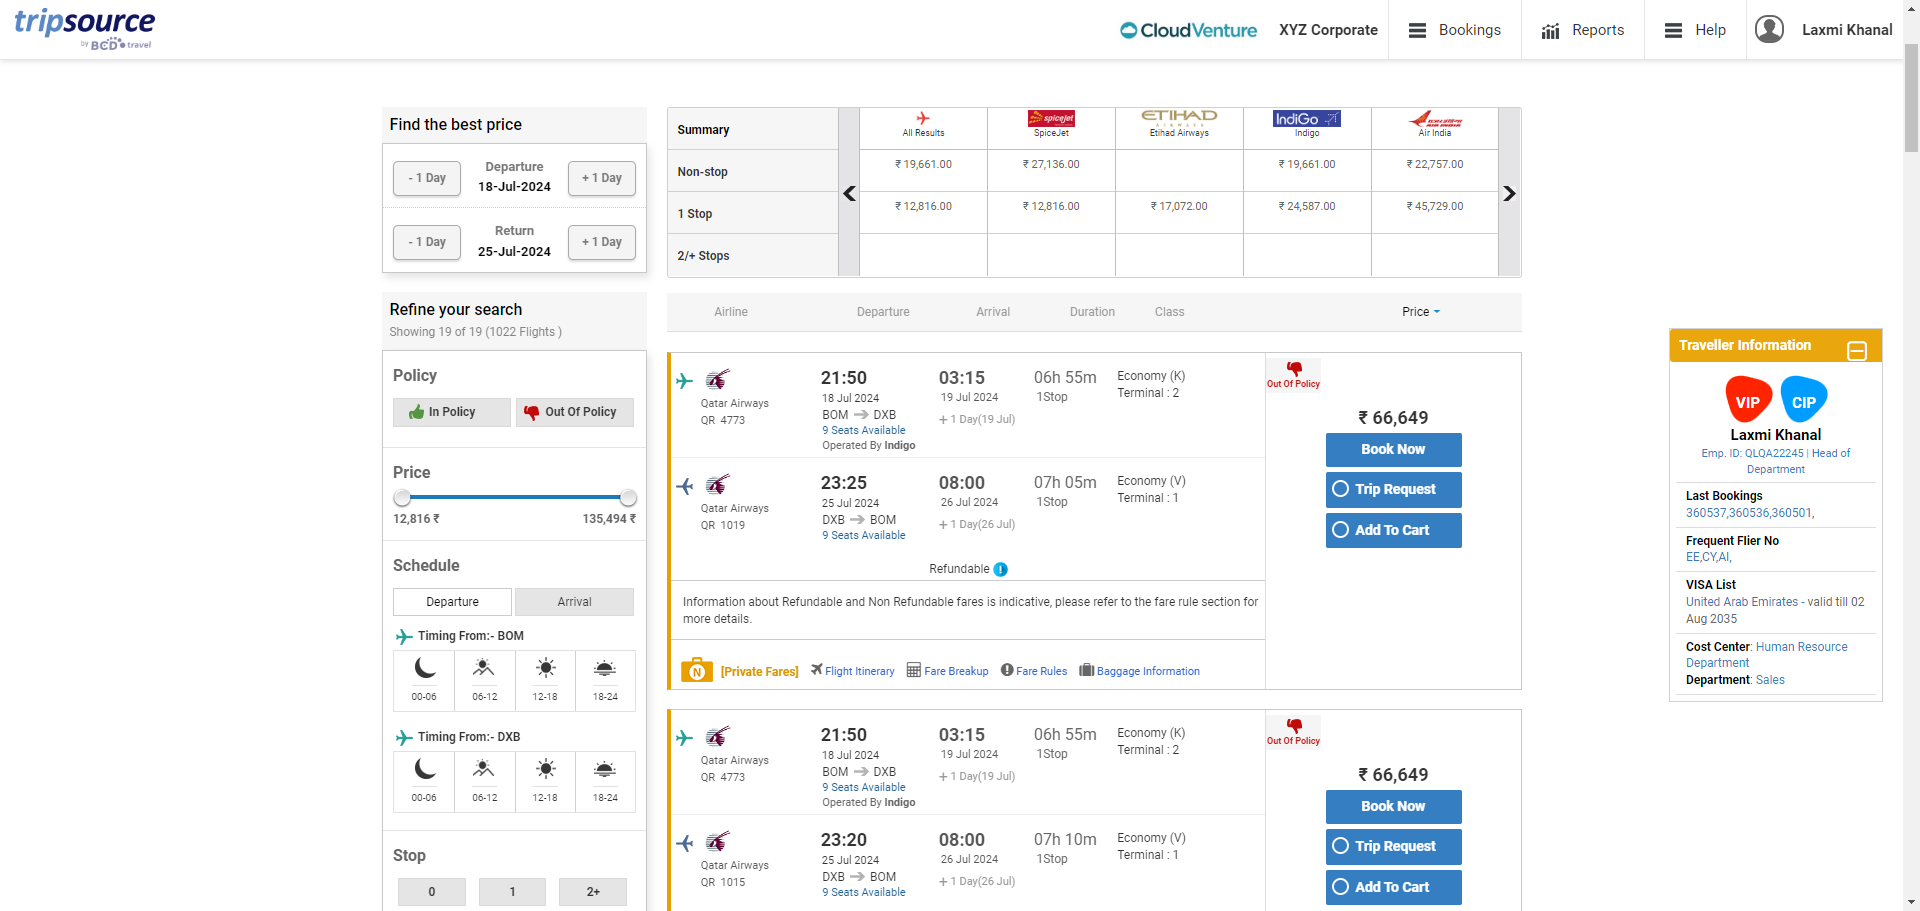 tripsource
by BCD travel
CloudVenture
XYZ Corporate
Bookings
Reports
Help
Laxmi Khanal
Find the best price
- 1 Day
Departure
18-Jul-2024
+ 1 Day
- 1 Day
Return
25-Jul-2024
+ 1 Day
Refine your search
Showing 19 of 19 (1022 Flights )
Policy
In Policy
Out Of Policy
Price
12,816 ₹
135,494 ₹
Schedule
Departure
Arrival
Timing From:- BOM
00-06
06-12
12-18
18-24
Timing From:- DXB
00-06
06-12
12-18
18-24
Stop
0
1
2+
Summary
All Results
spicejet
SpiceJet
ETIHAD
AIRWAYS
Etihad Airways
IndiGo
Indigo
AIR INDIA
Air India
Non-stop
₹ 19,661.00
₹ 27,136.00
₹ 19,661.00
₹ 22,757.00
1 Stop
₹ 12,816.00
₹ 12,816.00
₹ 17,072.00
₹ 24,587.00
₹ 45,729.00
2/+ Stops
Airline
Departure
Arrival
Duration
Class
Price
Qatar Airways
QR 4773
21:50
18 Jul 2024
BOM DXB
9 Seats Available
Operated By Indigo
03:15
19 Jul 2024
+ 1 Day(19 Jul)
06h 55m
1Stop
Economy (K)
Terminal : 2
Out Of Policy
₹ 66,649
Book Now
Trip Request
Add To Cart
Qatar Airways
QR 1019
23:25
25 Jul 2024
DXB BOM
9 Seats Available
08:00
26 Jul 2024
+ 1 Day(26 Jul)
07h 05m
1Stop
Economy (V)
Terminal : 1
Refundable
Information about Refundable and Non Refundable fares is indicative, please refer to the fare rule section for
more details.
N
[Private Fares]
Flight Itinerary
Fare Breakup
Fare Rules
Baggage Information
Qatar Airways
QR 4773
21:50
18 Jul 2024
BOM DXB
9 Seats Available
Operated By Indigo
03:15
19 Jul 2024
+ 1 Day(19 Jul)
06h 55m
1Stop
Economy (K)
Terminal : 2
Out Of Policy
₹ 66,649
Book Now
Trip Request
Add To Cart
Qatar Airways
QR 1015
23:20
25 Jul 2024
DXB BOM
9 Seats Available
08:00
26 Jul 2024
+ 1 Day(26 Jul)
07h 10m
1Stop
Economy (V)
Terminal : 1
Traveller Information
VIP
CIP
Laxmi Khanal
Emp. ID: QLQA22245 | Head of
Department
Last Bookings
360537,360536,360501,
Frequent Flier No
EE,CY,AI,
VISA List
United Arab Emirates - valid till 02
Aug 2035
Cost Center: Human Resource
Department
Department: Sales